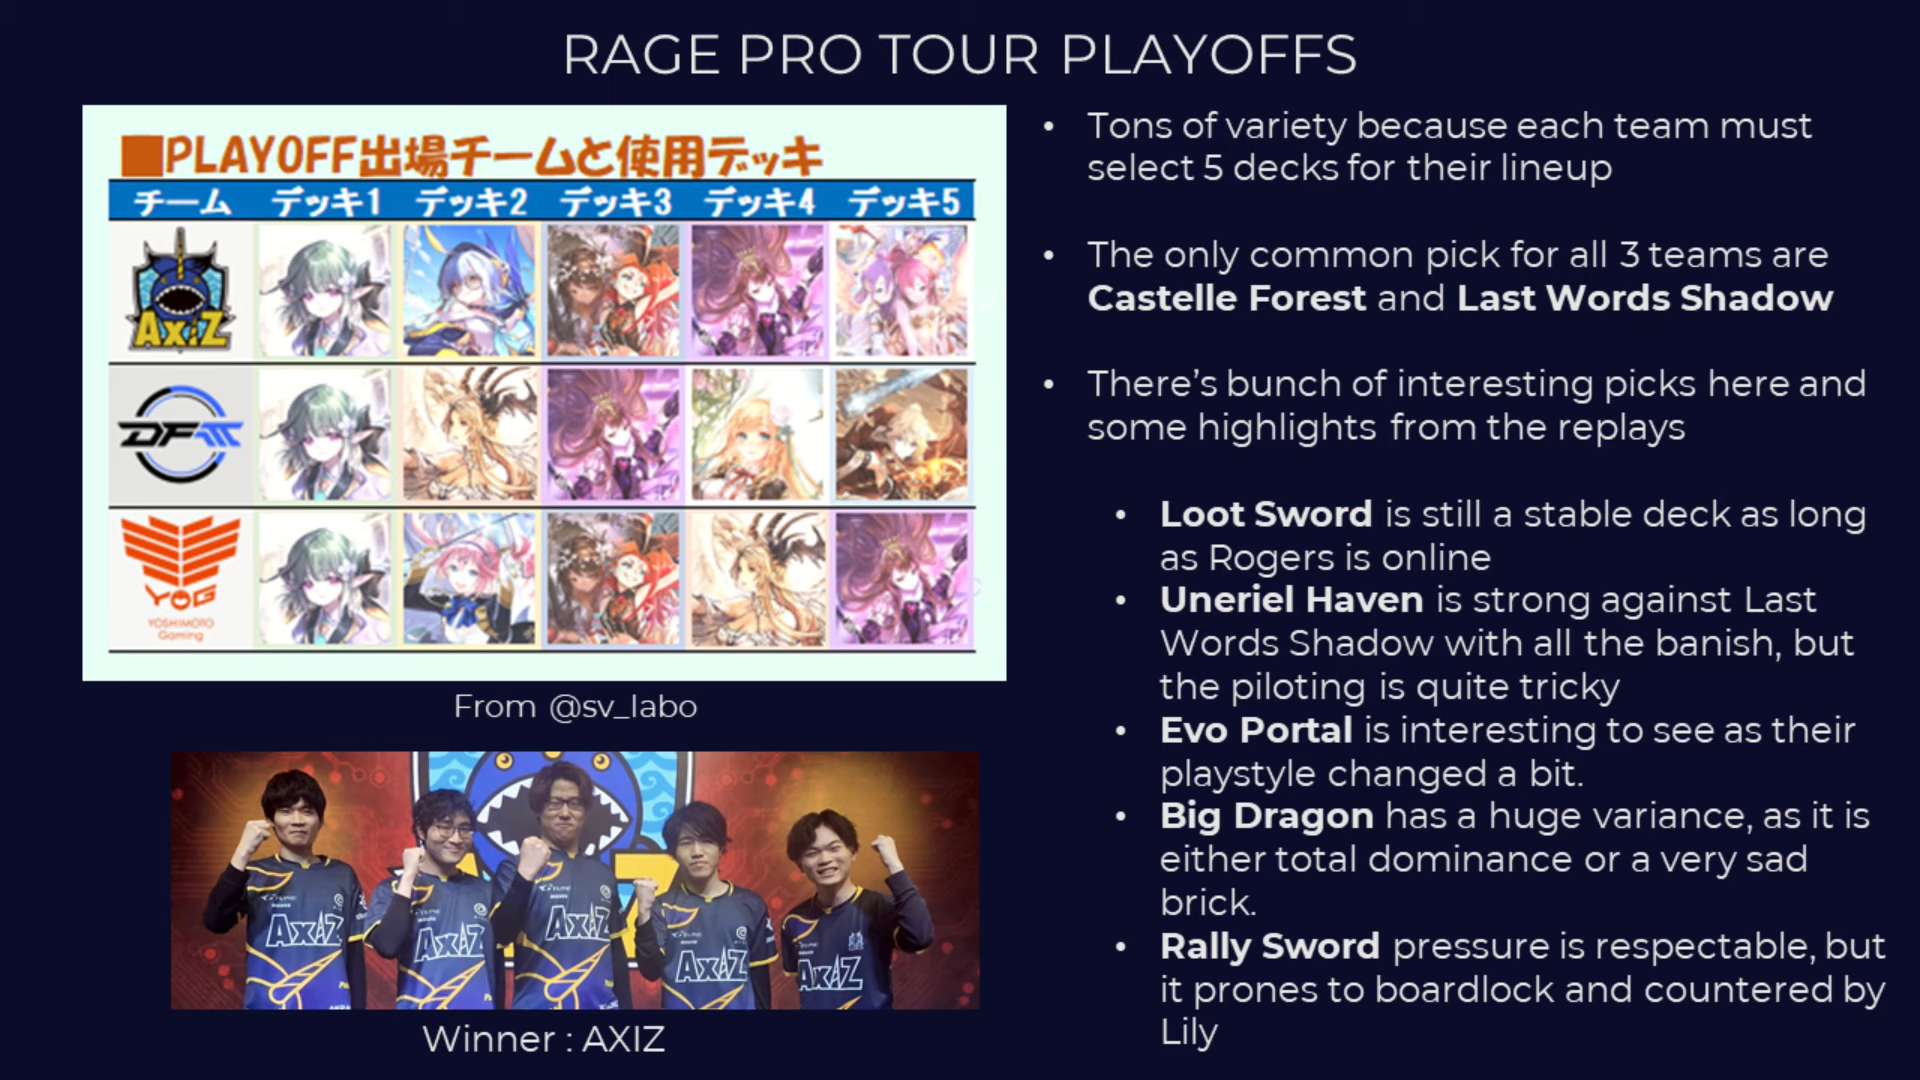 RAGE PRO TOUR PLAYOFFS
■PLAYOFF出場チームと使用デッキ
チーム デッキ1 デッキ2 デッキ3 デッキ4 デッキ5
AxiZ
DFM
YOG
YOSHIMOTO
Gaming
From @sv_labo
AxiZ AxiZ AxiZ AxiZ AxiZ
Winner : AXIZ
• Tons of variety because each team must
select 5 decks for their lineup
• The only common pick for all 3 teams are
Castelle Forest and Last Words Shadow
• There's bunch of interesting picks here and
some highlights from the replays
• Loot Sword is still a stable deck as long
as Rogers is online
• Uneriel Haven is strong against Last
Words Shadow with all the banish, but
the piloting is quite tricky
• Evo Portal is interesting to see as their
playstyle changed a bit.
• Big Dragon has a huge variance, as it is
either total dominance or a very sad
brick.
• Rally Sword pressure is respectable, but
it prones to boardlock and countered by
Lily